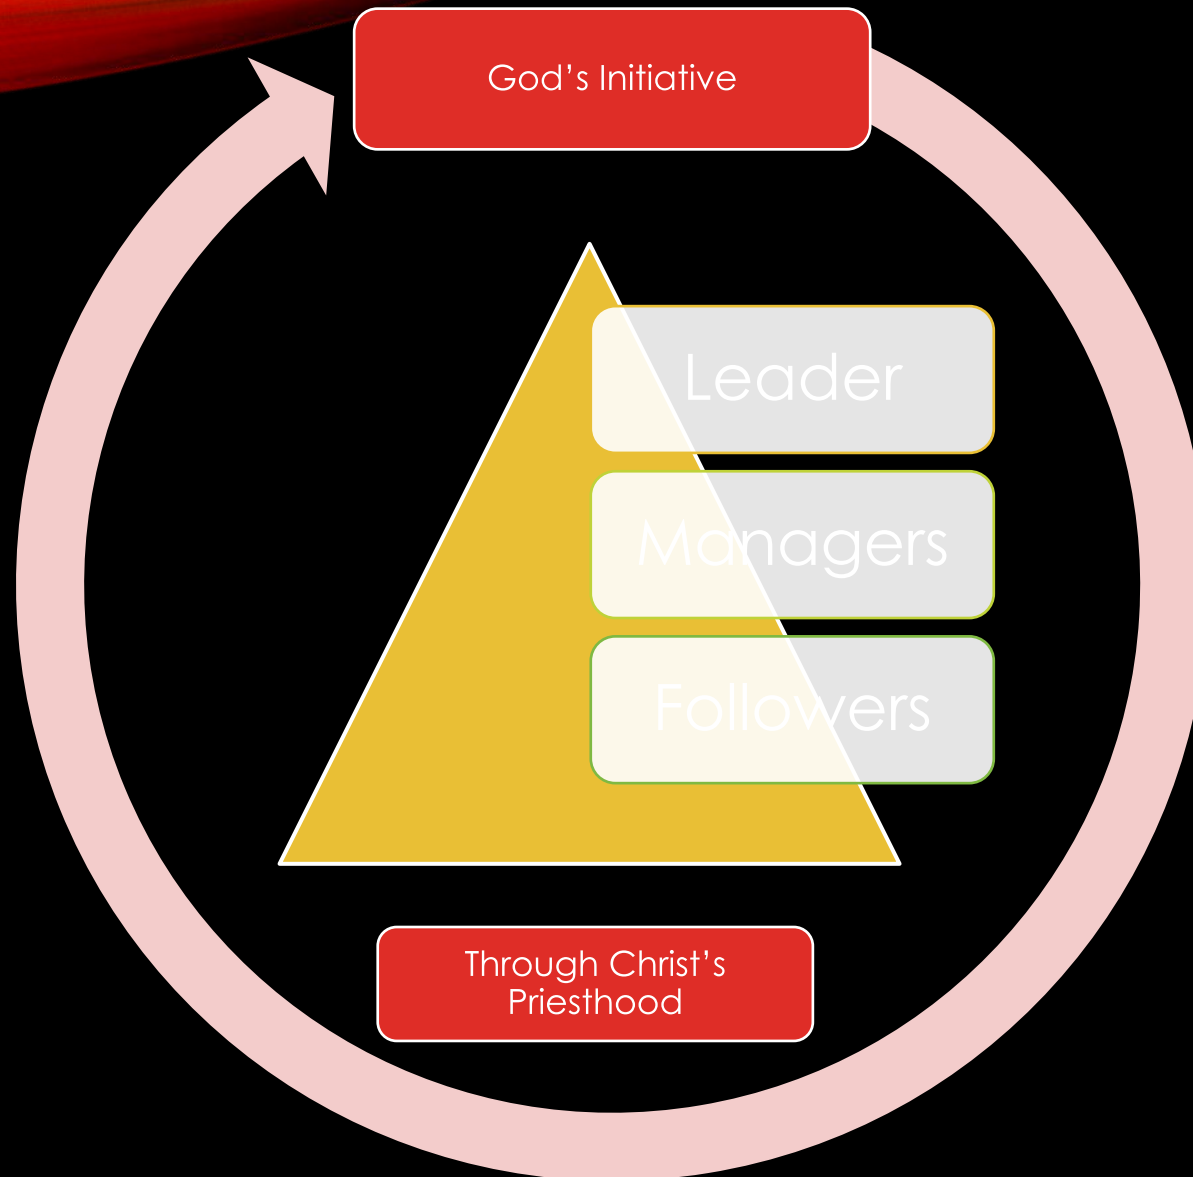 God’s Initiative
Leader
Managers
Followers
Through Christ’s
Priesthood